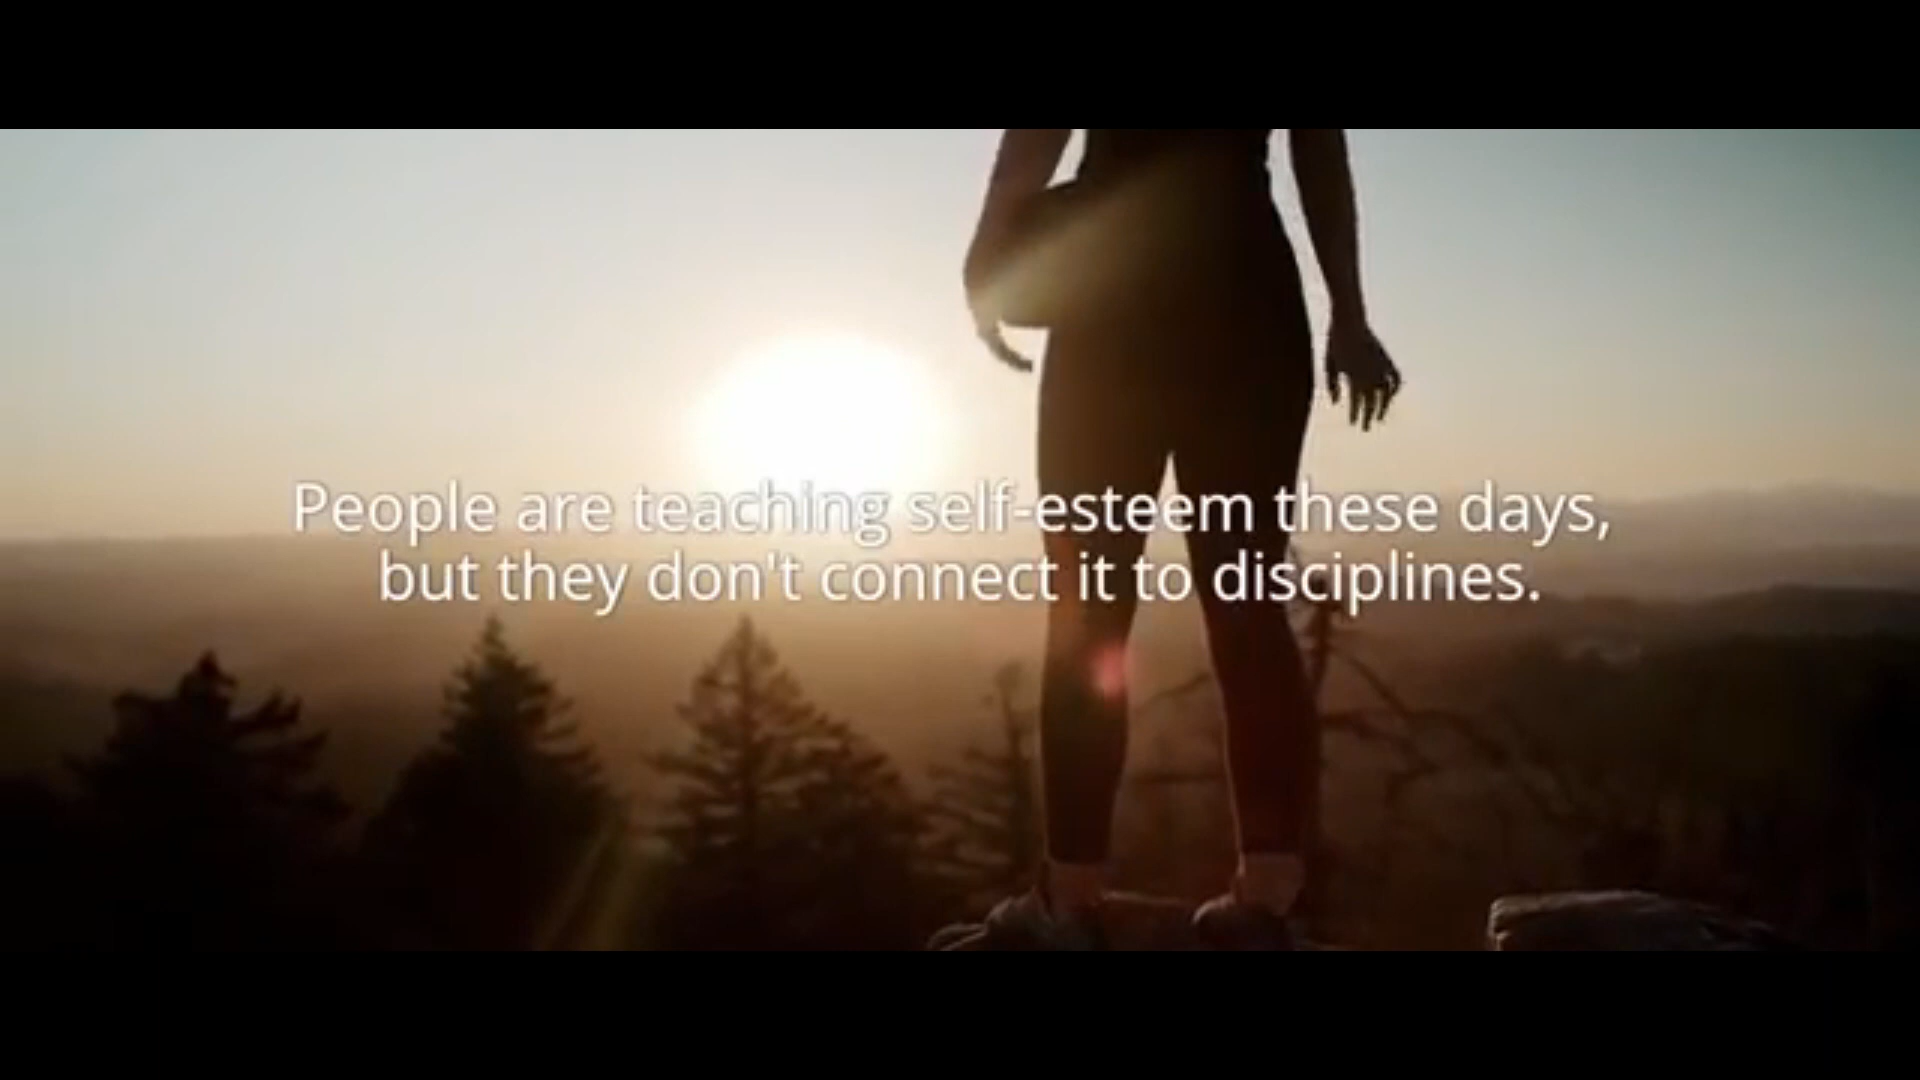 People are teaching self-esteem these days,
but they don't connect it to disciplines.